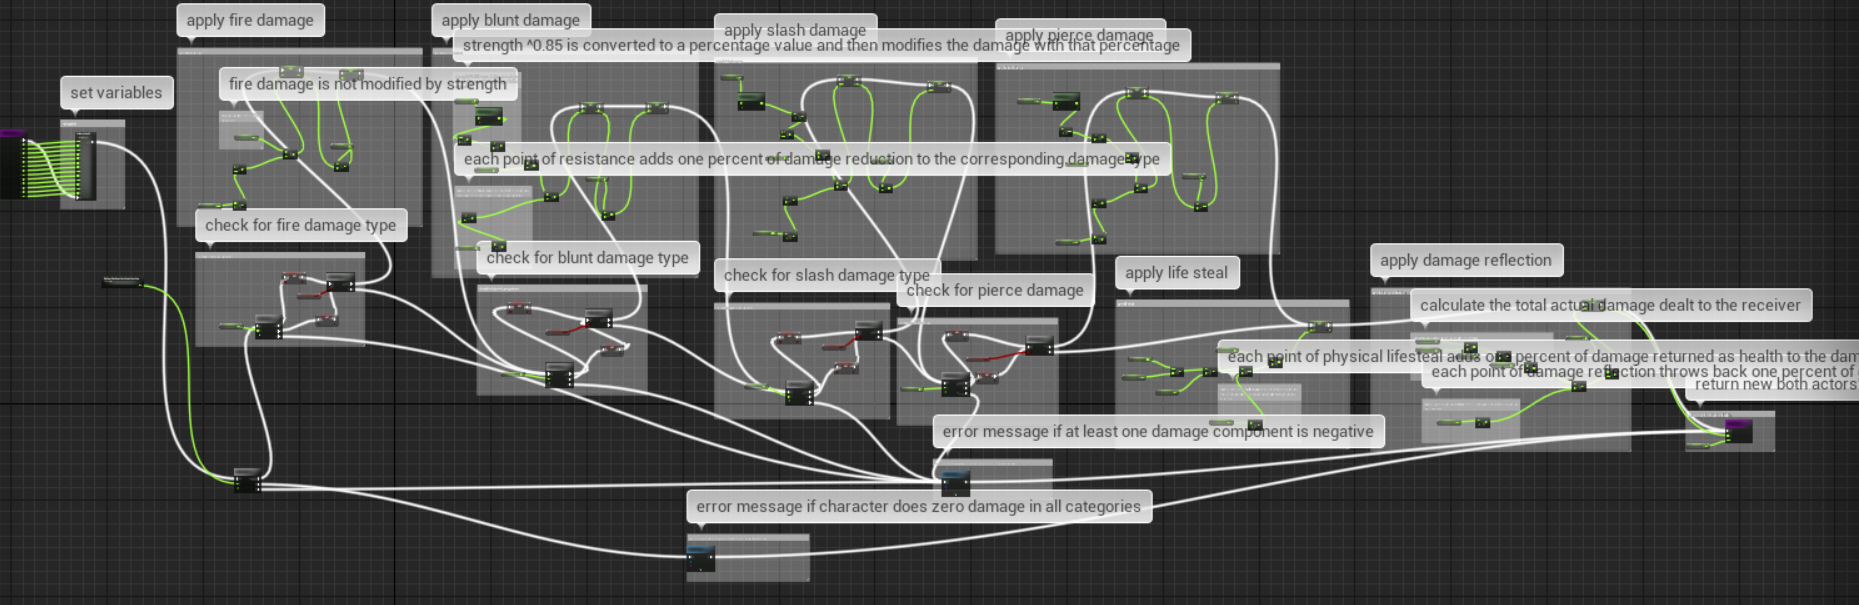 apply fire damage
apply blunt damage
apply slash damage
apply pierce damage
strength ^0.85 is converted to a percentage value and then modifies the damage with that percentage
set variables
fire damage is not modified by strength
each point of resistance adds one percent of damage reduction to the corresponding damage type
check for fire damage type
check for blunt damage type
check for slash damage type
check for pierce damage
apply life steal
apply damage reflection
calculate the total actual damage dealt to the receiver
each point of physical lifesteal adds one percent of damage returned as health to the dam
each point of damage reflection throws back one percent of
return new both actors
error message if at least one damage component is negative
error message if character does zero damage in all categories